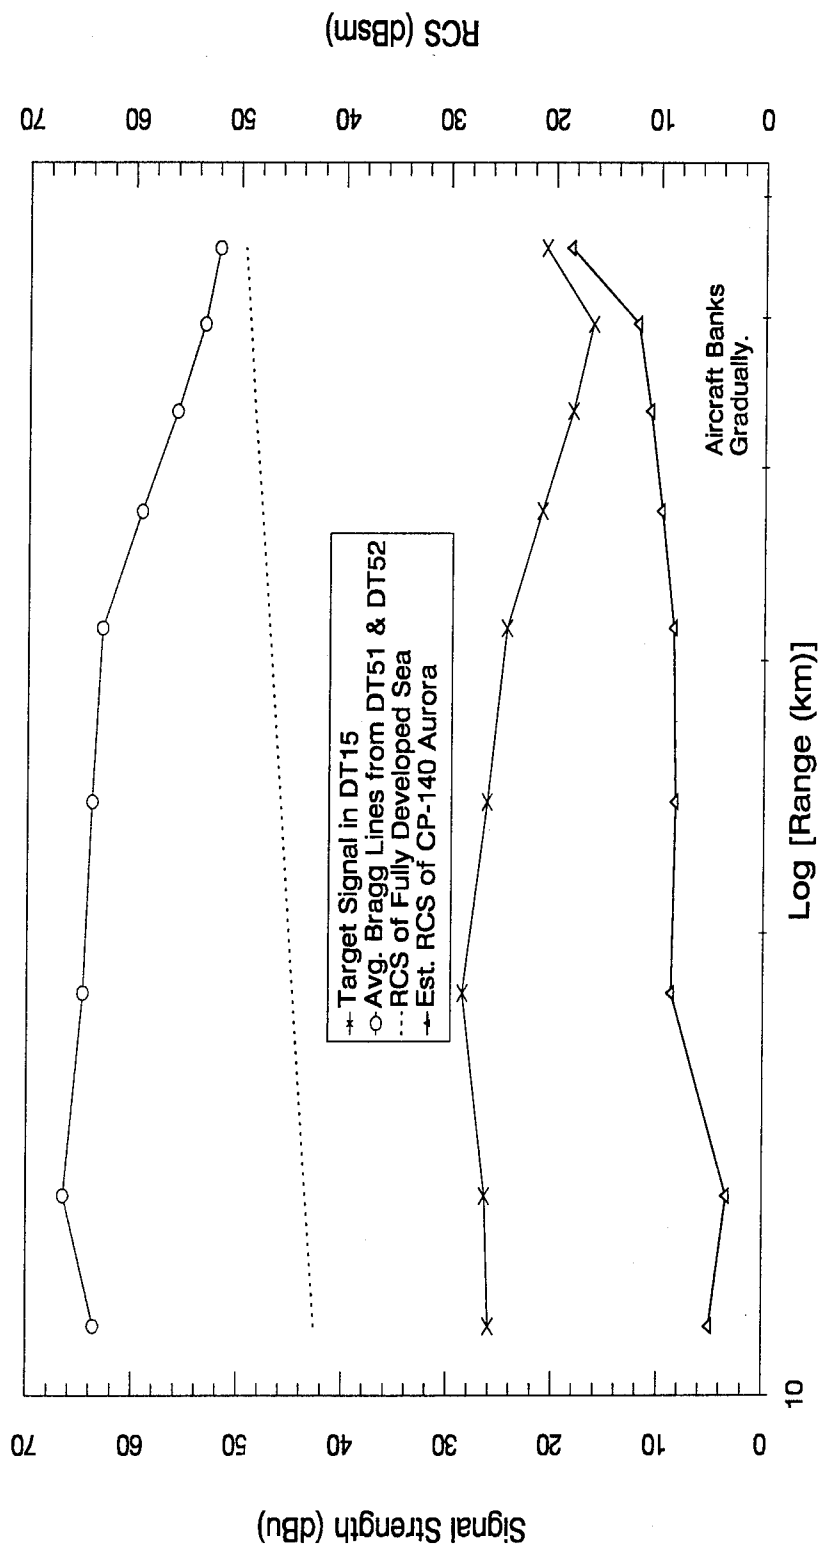 Signal Strength (dBu)
70
60
50
40
30
20
10
0
RCS (dBsm)
70
60
50
40
30
20
10
0
Target Signal in DT15
Avg. Bragg Lines from DT51 & DT52
RCS of Fully Developed Sea
Est. RCS of CP-140 Aurora
Aircraft Banks
Gradually.
10
Log [Range (km)]